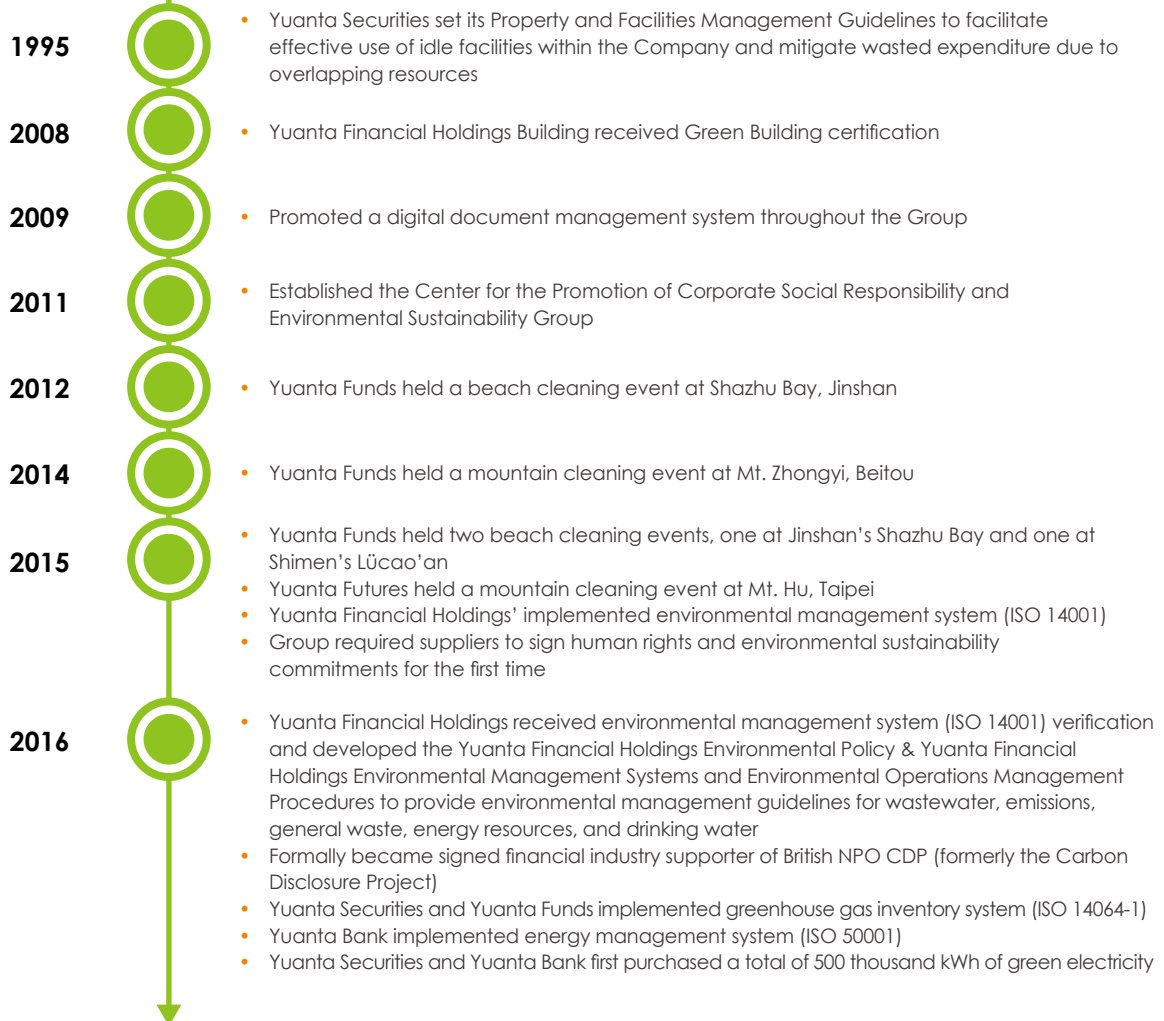 1995
• Yuanta Securities set its Property and Facilities Management Guidelines to facilitate
effective use of idle facilities within the Company and mitigate wasted expenditure due to
overlapping resources
2008
• Yuanta Financial Holdings Building received Green Building certification
2009
• Promoted a digital document management system throughout the Group
2011
• Established the Center for the Promotion of Corporate Social Responsibility and
Environmental Sustainability Group
2012
• Yuanta Funds held a beach cleaning event at Shazhu Bay, Jinshan
2014
• Yuanta Funds held a mountain cleaning event at Mt. Zhongyi, Beitou
2015
• Yuanta Funds held two beach cleaning events, one at Jinshan’s Shazhu Bay and one at
Shimen’s Lücao’an
• Yuanta Futures held a mountain cleaning event at Mt. Hu, Taipei
• Yuanta Financial Holdings’ implemented environmental management system (ISO 14001)
• Group required suppliers to sign human rights and environmental sustainability
commitments for the first time
2016
• Yuanta Financial Holdings received environmental management system (ISO 14001) verification
and developed the Yuanta Financial Holdings Environmental Policy & Yuanta Financial
Holdings Environmental Management Systems and Environmental Operations Management
Procedures to provide environmental management guidelines for wastewater, emissions,
general waste, energy resources, and drinking water
• Formally became signed financial industry supporter of British NPO CDP (formerly the Carbon
Disclosure Project)
• Yuanta Securities and Yuanta Funds implemented greenhouse gas inventory system (ISO 14064-1)
• Yuanta Bank implemented energy management system (ISO 50001)
• Yuanta Securities and Yuanta Bank first purchased a total of 500 thousand kWh of green electricity